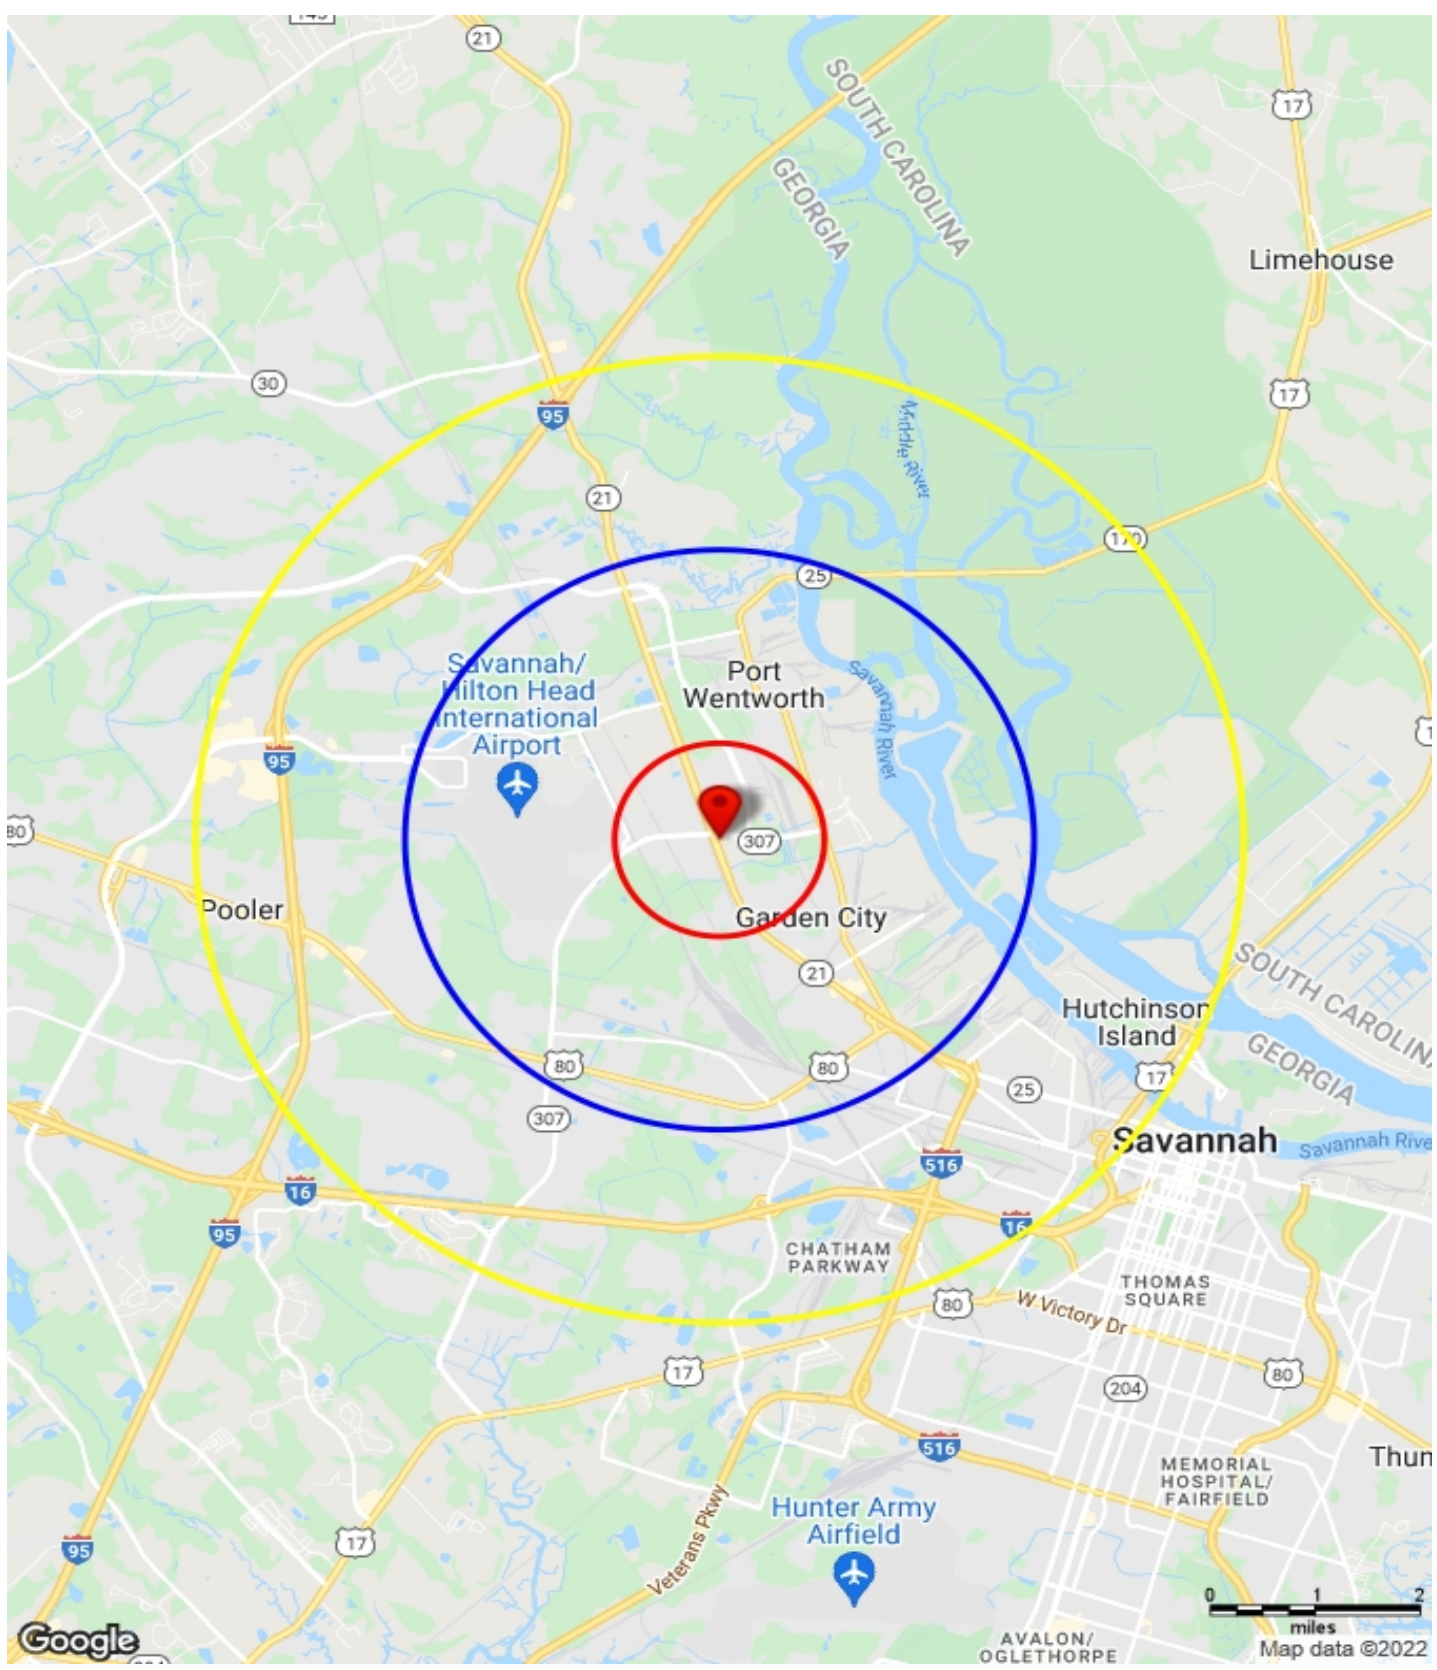 21
17
SOUTH CAROLINA
GEORGIA
Limehouse
30
17
95
Middle River
21
170
25
Savannah/
Hilton Head
International
Airport
Port
Wentworth
Savannah River
95
80
307
Pooler
Garden City
21
SOUTH CAROLINA
Hutchinson
Island
GEORGIA
80
80
17
25
307
Savannah
Savannah River
516
16
95
16
CHATHAM
PARKWAY
THOMAS
SQUARE
80
W Victory Dr
17
80
204
516
Thun
MEMORIAL
HOSPITAL/
FAIRFIELD
Hunter Army
Airfield
Veterans Pkwy
17
95
0 1 2
miles
Google
Map data ©2022
AVALON/
OGLETHORPE